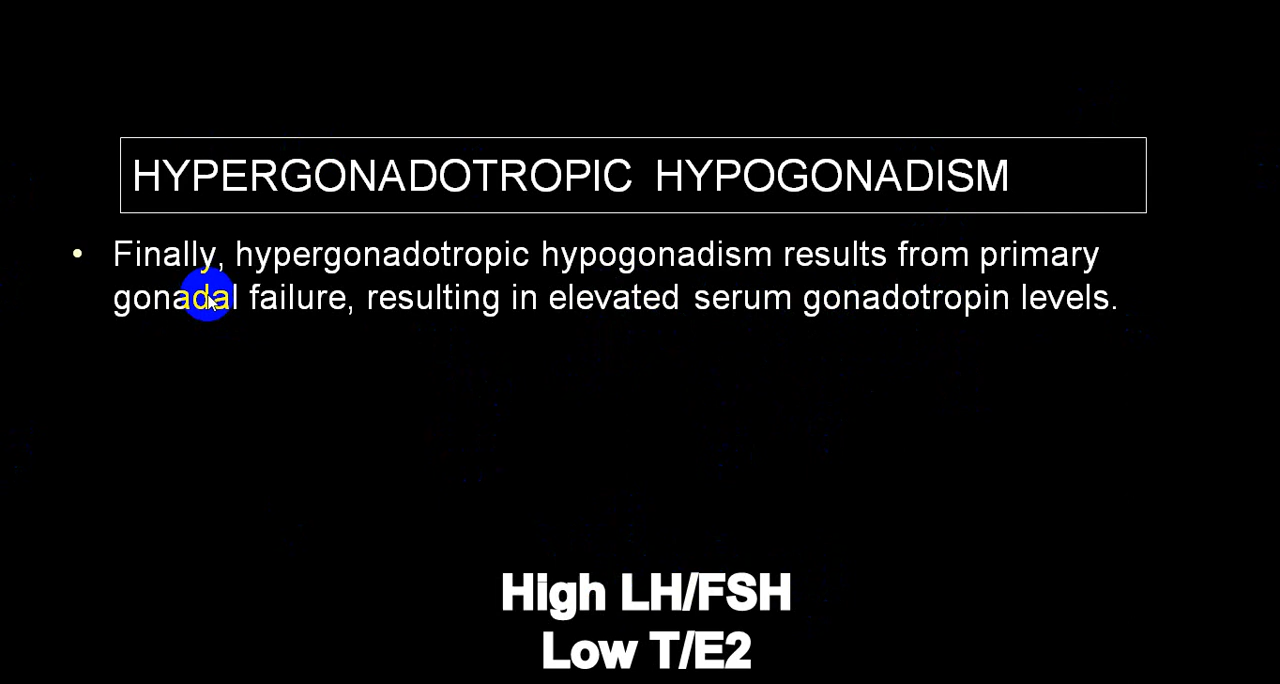 HYPERGONADOTROPIC HYPOGONADISM
• Finally, hypergonadotropic hypogonadism results from primary
gonadal failure, resulting in elevated serum gonadotropin levels.
High LH/FSH
Low T/E2